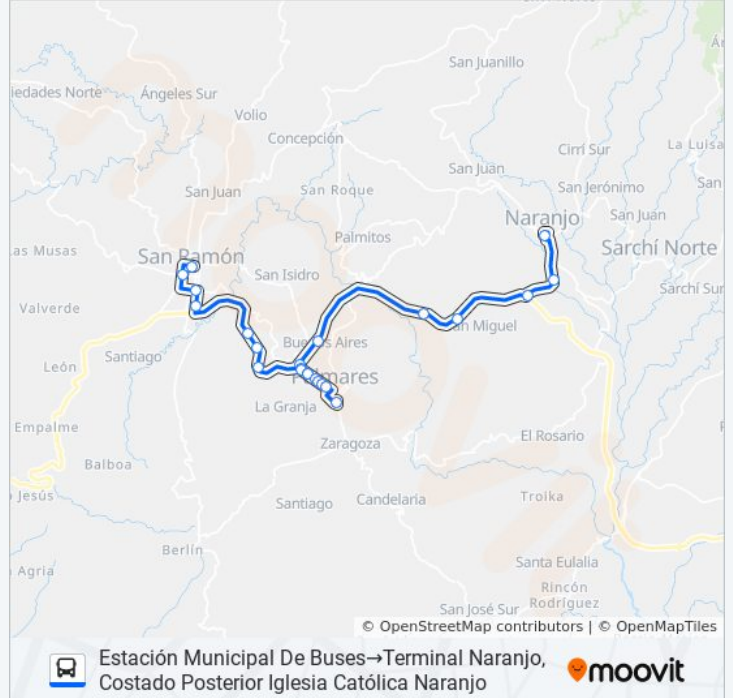 San Juanillo
iedades Norte
Ángeles Sur
Volio
Concepción
Cirrí Sur
La Luisa
San Juan
San Juan
San Roque
San Jerónimo
San
Naranjo
San Juan
Palmitos
as Musas
San Ramón
Sarchí Norte
San Isidro
Sarchí Sur
Valverde
San Miguel
Buenos Aires
Santiago
León
Palmares
La Granja
Empalme
El Rosario
Zaragoza
Balboa
o Jesús
Santiago
Candelaria
Troika
Berlín
Santa Eulalia
Agria
Rincón
Rodríguez
San José Sur
© OpenStreetMap contributors | © OpenMapTiles
Estación Municipal De Buses→Terminal Naranjo,
Costado Posterior Iglesia Católica Naranjo
moovit